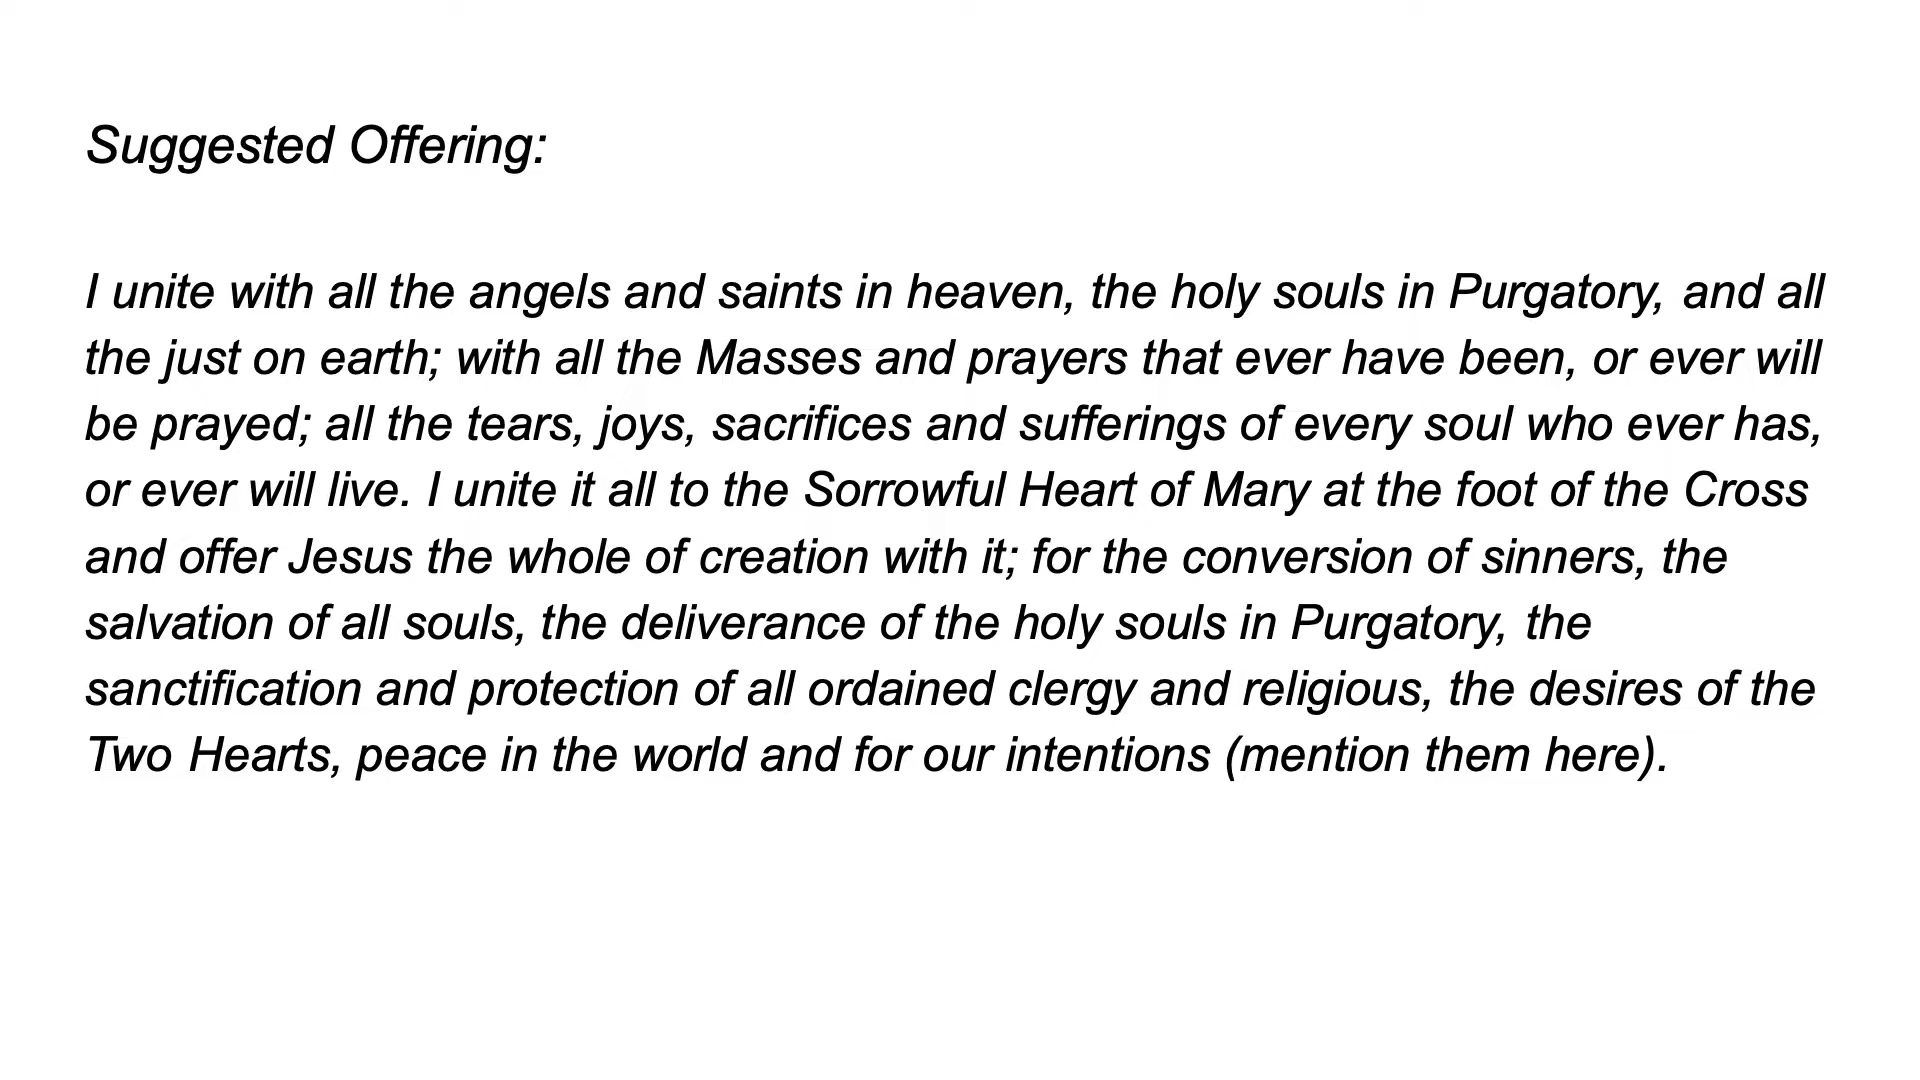 Suggested Offering:
I unite with all the angels and saints in heaven, the holy souls in Purgatory, and all
the just on earth; with all the Masses and prayers that ever have been, or ever will
be prayed; all the tears, joys, sacrifices and sufferings of every soul who ever has,
or ever will live. I unite it all to the Sorrowful Heart of Mary at the foot of the Cross
and offer Jesus the whole of creation with it; for the conversion of sinners, the
salvation of all souls, the deliverance of the holy souls in Purgatory, the
sanctification and protection of all ordained clergy and religious, the desires of the
Two Hearts, peace in the world and for our intentions (mention them here).